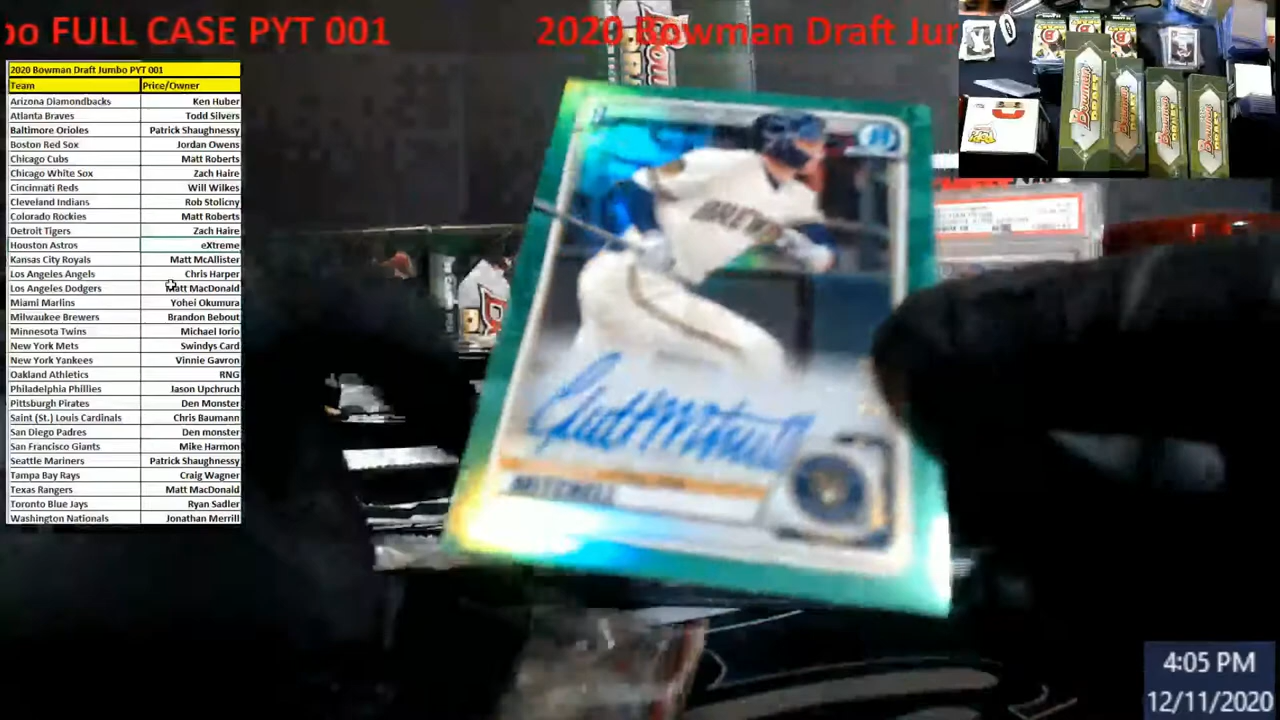 oo FULL CASE PYT 001
2020 Bowman Draft Jur
2020 Bowman Draft Jumbo PYT 001
Team Price/Owner
Arizona Diamondbacks Ken Huber
Atlanta Braves Todd Silvers
Baltimore Orioles Patrick Shaughnessy
Boston Red Sox Jordan Owens
Chicago Cubs Matt Roberts
Chicago White Sox Zach Haire
Cincinnati Reds Will Wilkes
Cleveland Indians Rob Stolicny
Colorado Rockies Matt Roberts
Detroit Tigers Zach Haire
Houston Astros eXtreme
Kansas City Royals Matt McAllister
Los Angeles Angels Chris Harper
Los Angeles Dodgers Matt MacDonald
Miami Marlins Yohei Okumura
Milwaukee Brewers Brandon Bebout
Minnesota Twins Michael Iorio
New York Mets Swindys Card
New York Yankees Vinnie Gavron
Oakland Athletics RNG
Philadelphia Phillies Jason Upchruch
Pittsburgh Pirates Den Monster
Saint (St.) Louis Cardinals Chris Baumann
San Diego Padres Den monster
San Francisco Giants Mike Harmon
Seattle Mariners Patrick Shaughnessy
Tampa Bay Rays Craig Wagner
Texas Rangers Matt MacDonald
Toronto Blue Jays Ryan Sadler
Washington Nationals Jonathan Merrill
MITCHELL
Bowman DRAFT
4:05 PM
12/11/2020